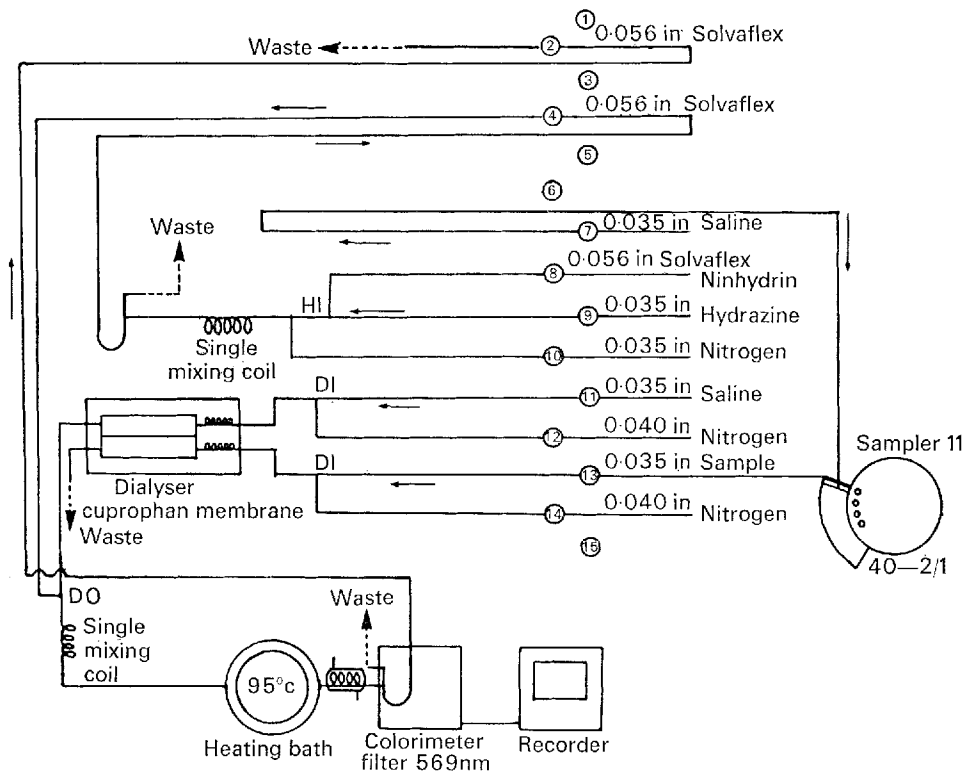 ①
Waste ② 0·056 in Solvaflex
③
④ 0·056 in Solvaflex
⑤
⑥
Waste
⑦ 0·035 in Saline
⑧ 0·056 in Solvaflex
Ninhydrin
HI ⑨ 0·035 in Hydrazine
Single
mixing coil
⑩ 0·035 in Nitrogen
DI ⑪ 0·035 in Saline
⑫ 0·040 in Nitrogen
Sampler 11
DI ⑬ 0·035 in Sample
Dialyser
cuprophan membrane
⑭ 0·040 in Nitrogen
Waste
⑮
40—2/1
DO
Waste
Single
mixing
coil
95°c
Heating bath
Colorimeter
filter 569nm
Recorder